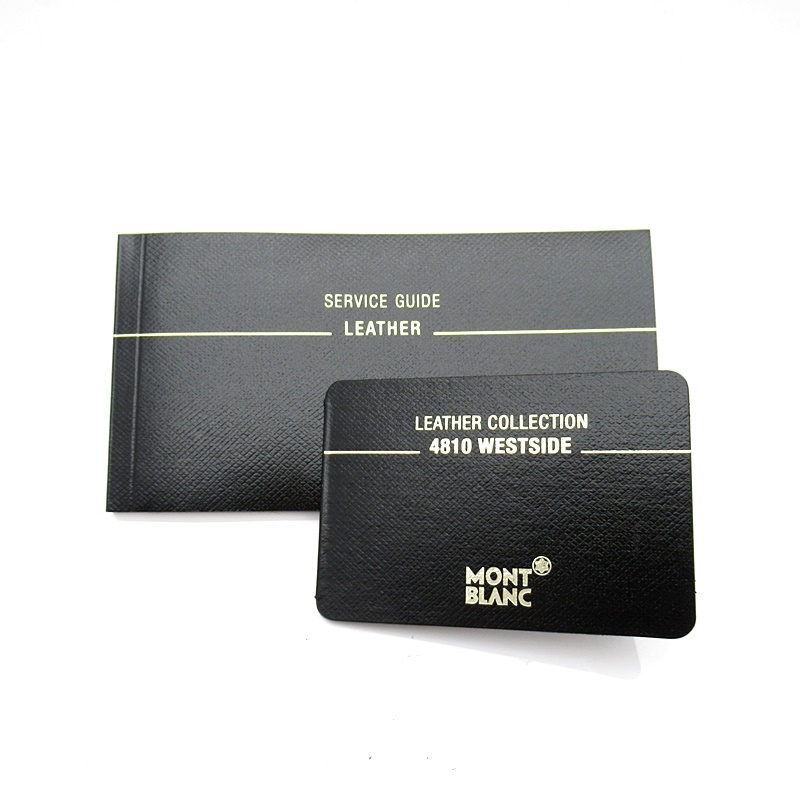 SERVICE GUIDE
LEATHER
LEATHER COLLECTION
4810 WESTSIDE
MONT
BLANC